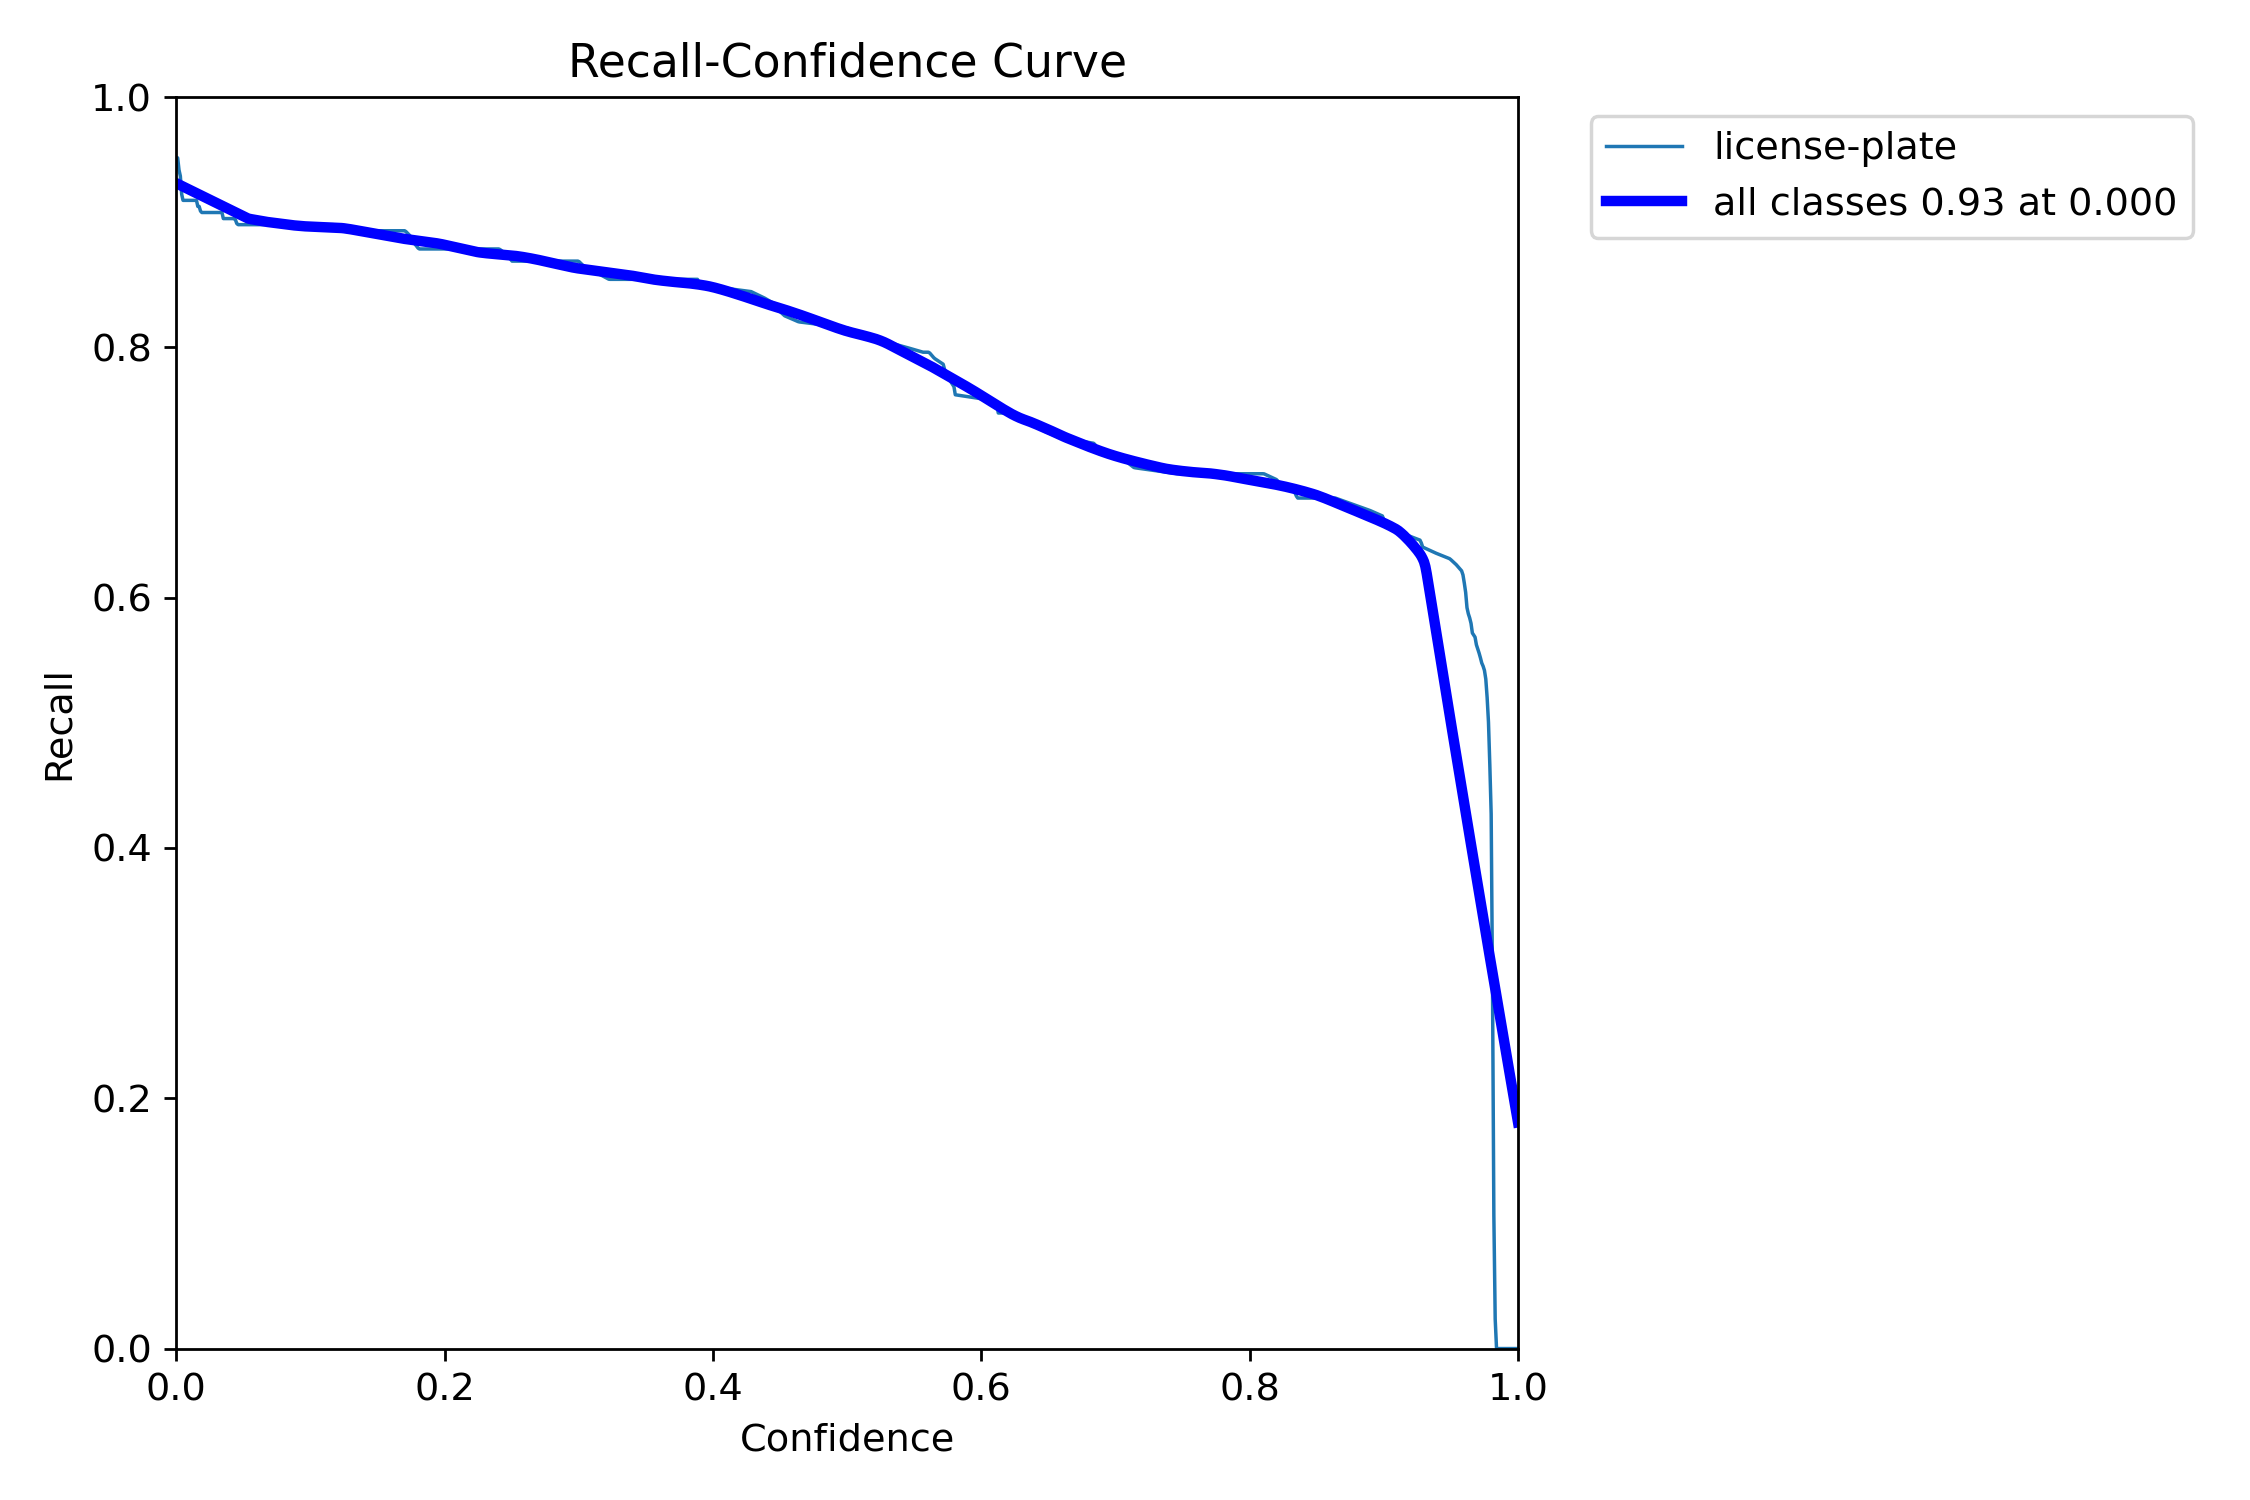 Recall-Confidence Curve
1.0
0.8
0.6
0.4
0.2
0.0
Recall
0.0 0.2 0.4 0.6 0.8 1.0
Confidence
license-plate
all classes 0.93 at 0.000